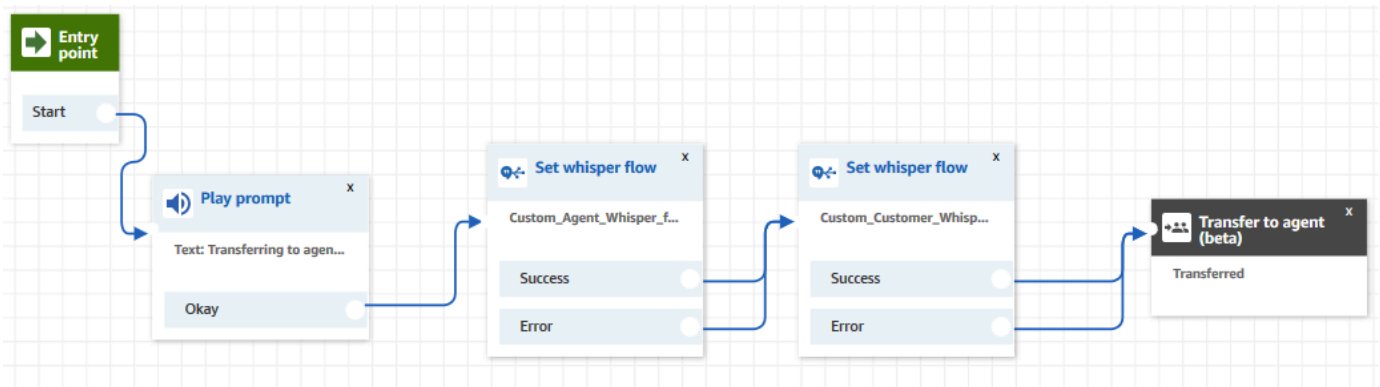 Entry
point
Start
Play prompt
x
Text: Transferring to agen...
Okay
Set whisper flow
x
Custom_Agent_Whisper_f...
Success
Error
Set whisper flow
x
Custom_Customer_Whisp...
Success
Error
Transfer to agent
(beta)
x
Transferred